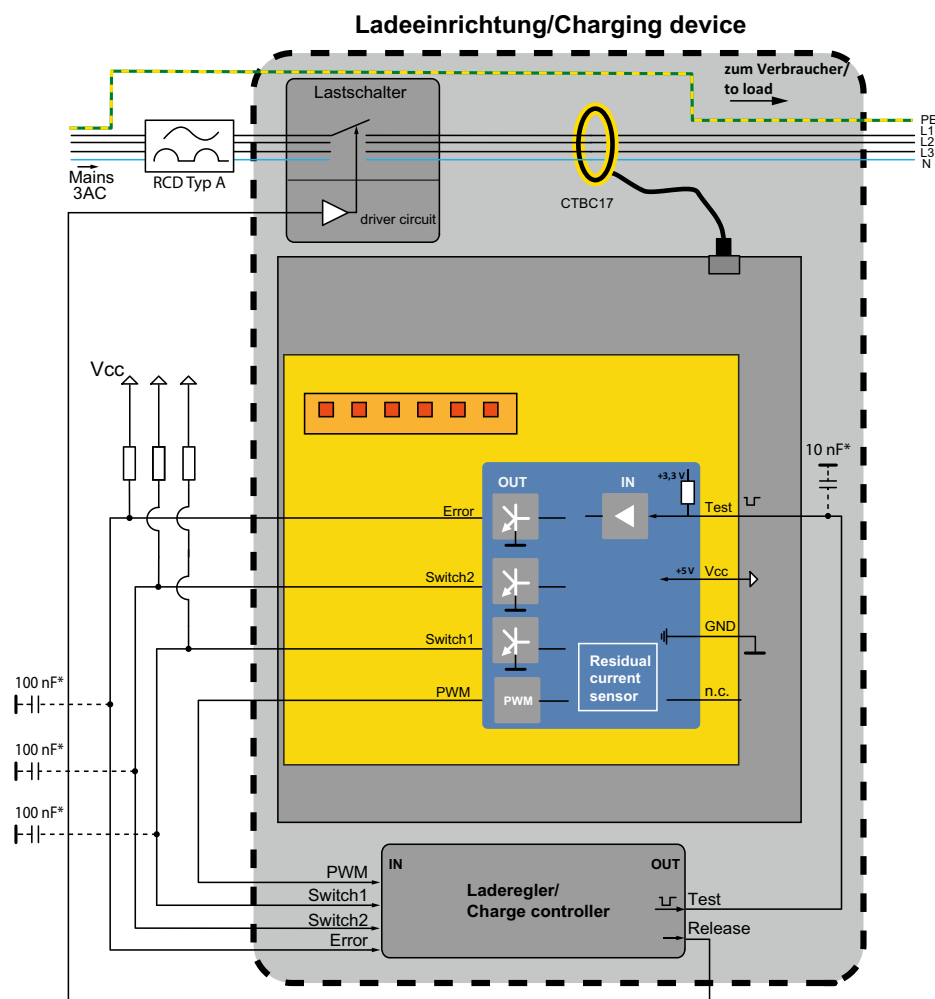 Ladeeinrichtung/Charging device
zum Verbraucher/
to load
Lastschalter
PE
L1
L2
L3
N
Mains
3AC
RCD Typ A
CTBC17
driver circuit
Vcc
10 nF*
OUT
IN
+3,3 V
Error
Test
Switch2
+5 V
Vcc
Switch1
GND
Residual
current
sensor
PWM
PWM
n.c.
100 nF*
100 nF*
100 nF*
IN
OUT
PWM
Switch1
Switch2
Error
Laderegler/
Charge controller
Test
Release